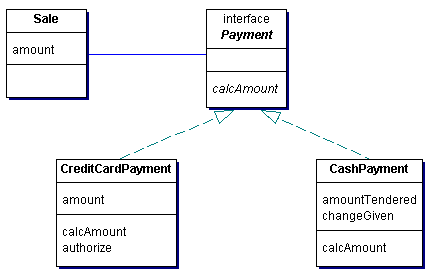 Sale
amount
interface
Payment
calcAmount
CreditCardPayment
amount
calcAmount
authorize
CashPayment
amountTendered
changeGiven
calcAmount